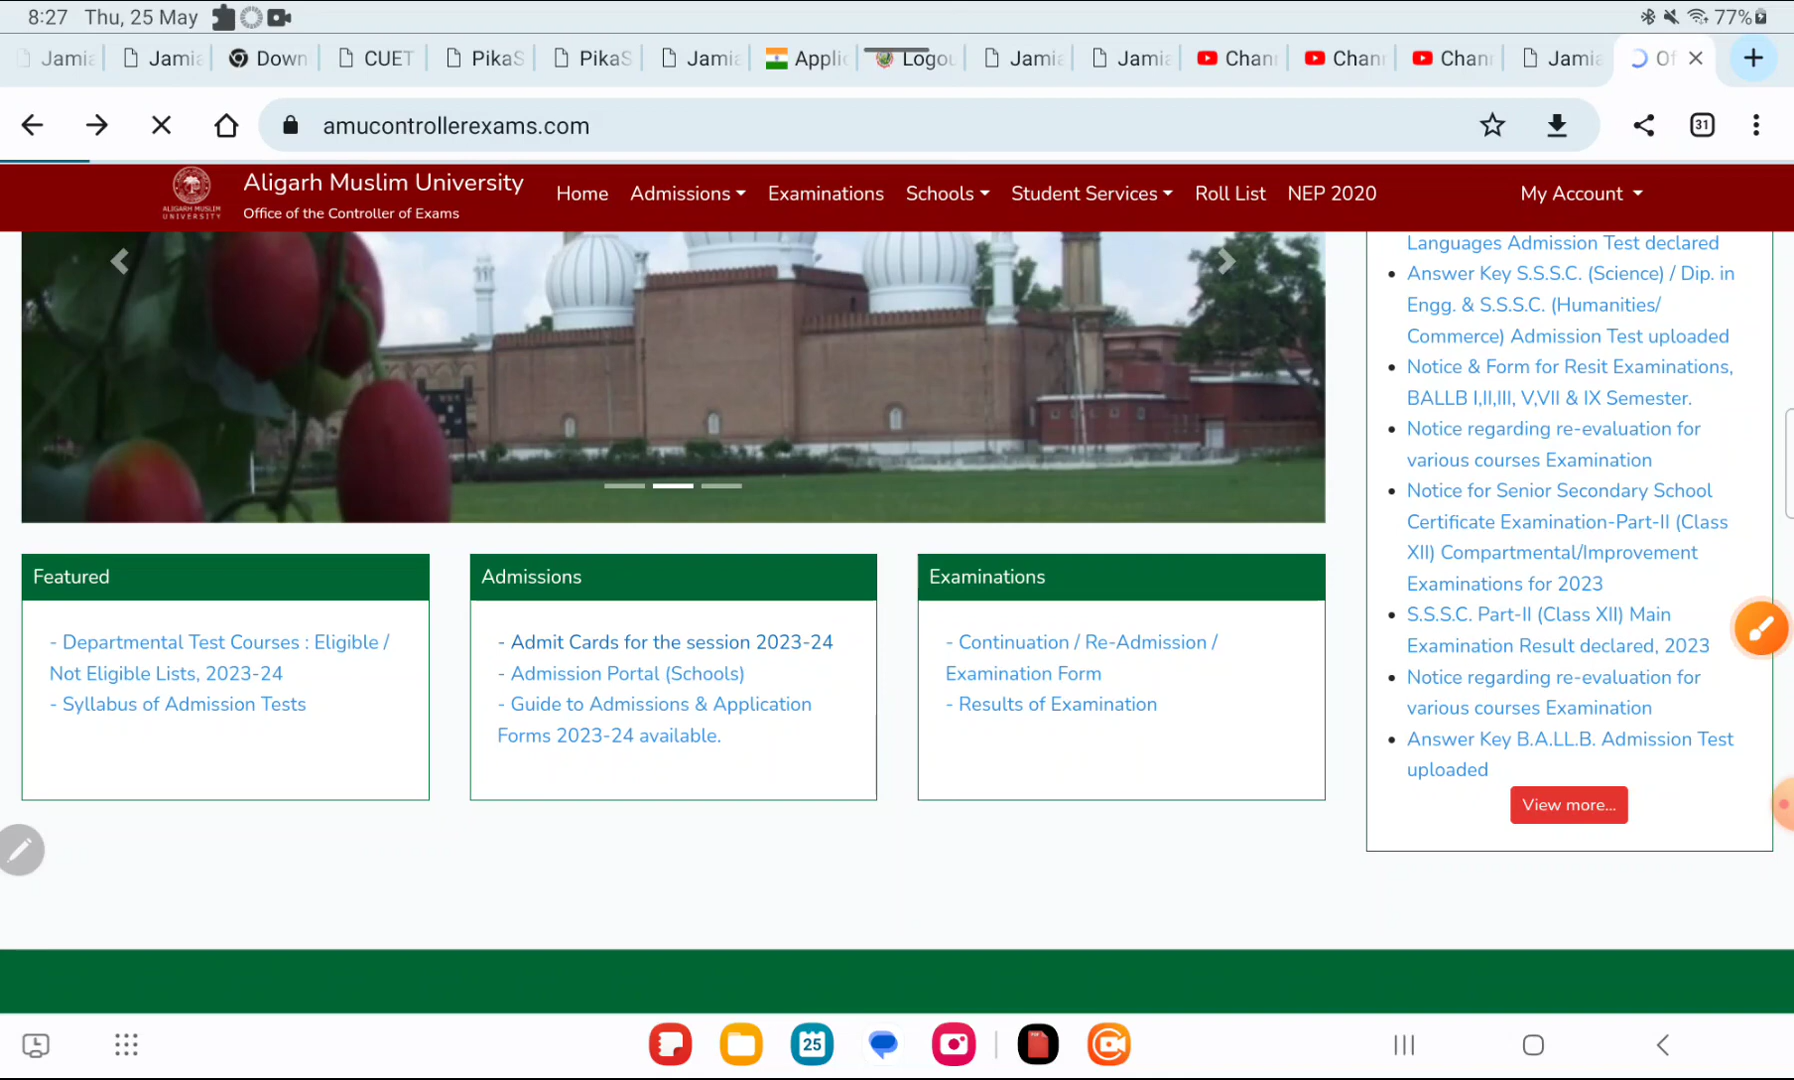 8:27 Thu, 25 May
77%
Jamia
Jamia
Down
CUET
PikaS
PikaS
Jamia
Appli
Logou
Jamia
Jamia
Chan
Chan
Chan
Jamia
Of
amucontrollerexams.com
31
ALIGARH MUSLIM
UNIVERSITY
Aligarh Muslim University
Office of the Controller of Exams
Home
Admissions
Examinations
Schools
Student Services
Roll List
NEP 2020
My Account
Featured
- Departmental Test Courses : Eligible /
Not Eligible Lists, 2023-24
- Syllabus of Admission Tests
Admissions
- Admit Cards for the session 2023-24
- Admission Portal (Schools)
- Guide to Admissions & Application
Forms 2023-24 available.
Examinations
- Continuation / Re-Admission /
Examination Form
- Results of Examination
Languages Admission Test declared
Answer Key S.S.S.C. (Science) / Dip. in
Engg. & S.S.S.C. (Humanities/
Commerce) Admission Test uploaded
Notice & Form for Resit Examinations,
BALLB I,II,III, V,VII & IX Semester.
Notice regarding re-evaluation for
various courses Examination
Notice for Senior Secondary School
Certificate Examination-Part-II (Class
XII) Compartmental/Improvement
Examinations for 2023
S.S.S.C. Part-II (Class XII) Main
Examination Result declared, 2023
Notice regarding re-evaluation for
various courses Examination
Answer Key B.A.LL.B. Admission Test
uploaded
View more...
25